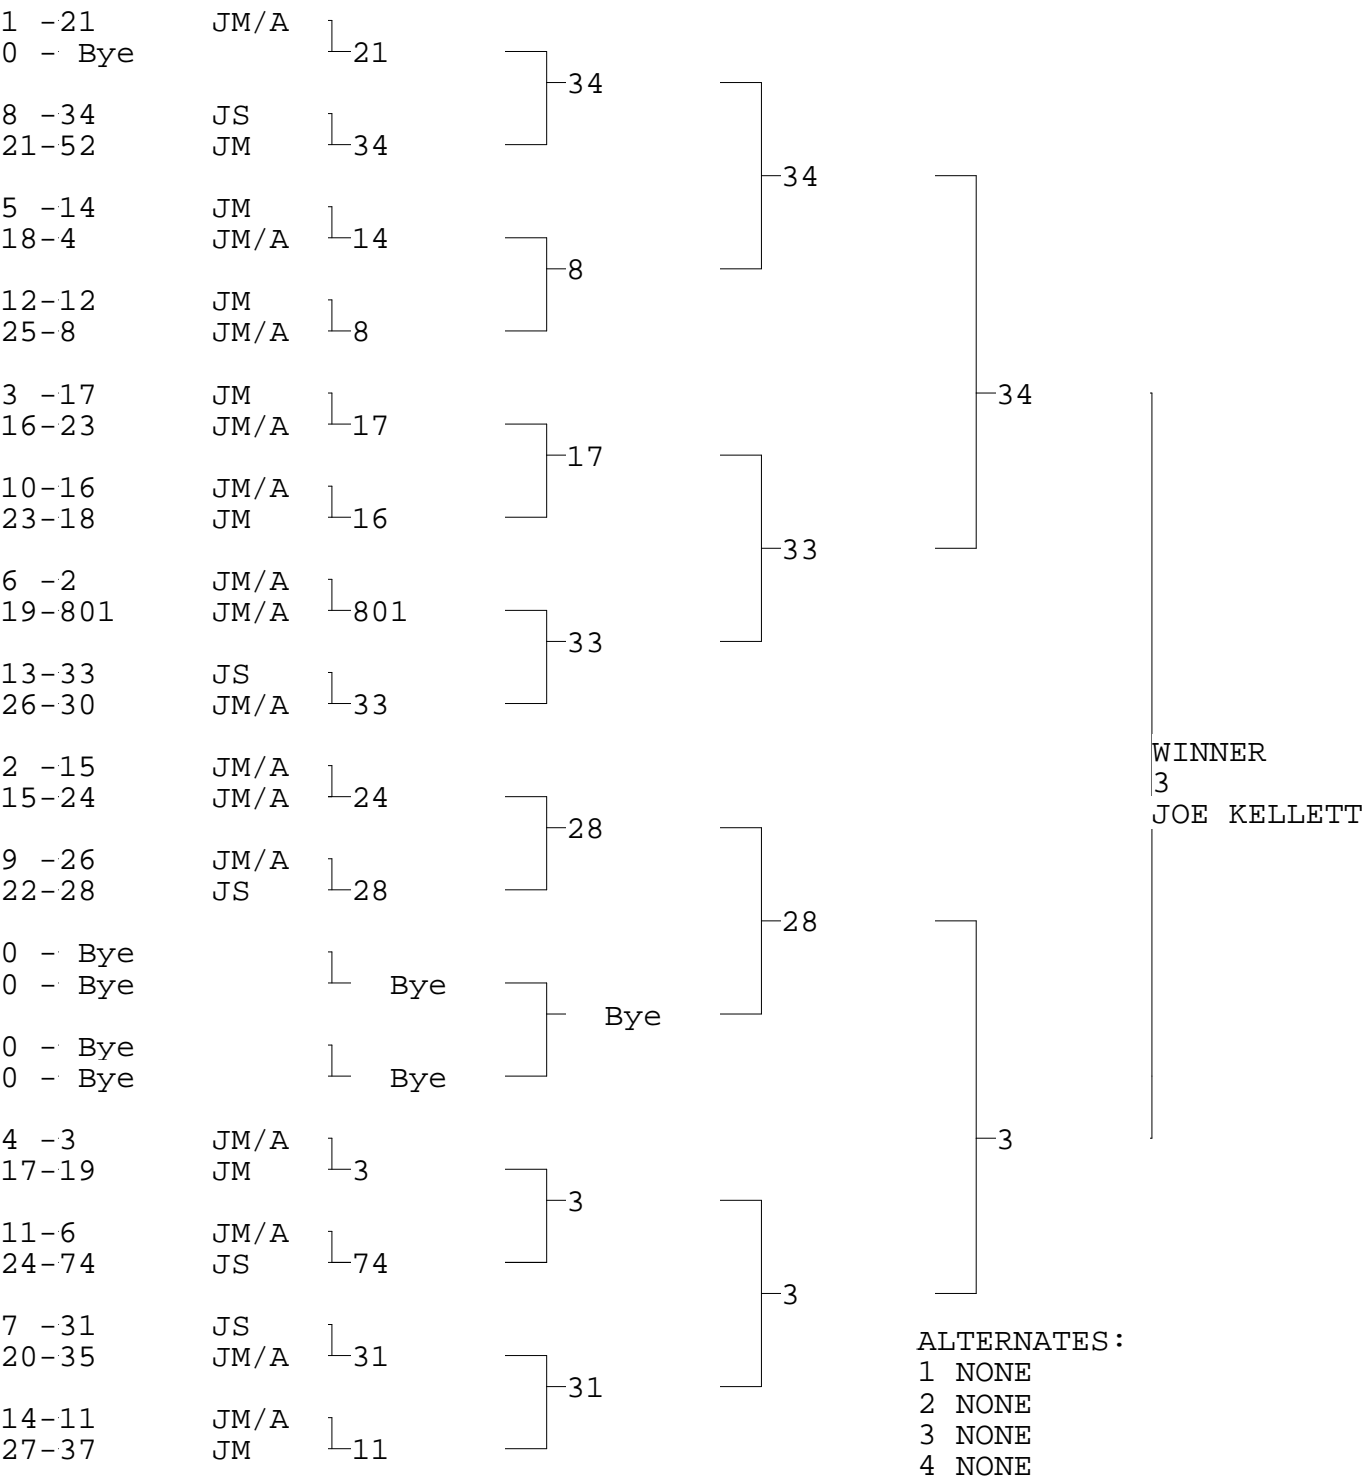 1 -21 JM/A
0 - Bye 21
34
8 -34 JS
21-52 JM 34
34
5 -14 JM
18-4 JM/A 14
8
12-12 JM
25-8 JM/A 8
3 -17 JM 34
16-23 JM/A 17
17
10-16 JM/A
23-18 JM 16
33
6 -2 JM/A
19-801 JM/A 801
33
13-33 JS
26-30 JM/A 33
WINNER
2 -15 JM/A
3
15-24 JM/A 24
JOE KELLETT
28
9 -26 JM/A
22-28 JS 28
28
0 - Bye
0 - Bye Bye
Bye
0 - Bye
0 - Bye Bye
4 -3 JM/A 3
17-19 JM 3
3
11-6 JM/A
24-74 JS 74
3
7 -31 JS
ALTERNATES:
20-35 JM/A 31
1 NONE
31
2 NONE
14-11 JM/A
3 NONE
27-37 JM 11
4 NONE